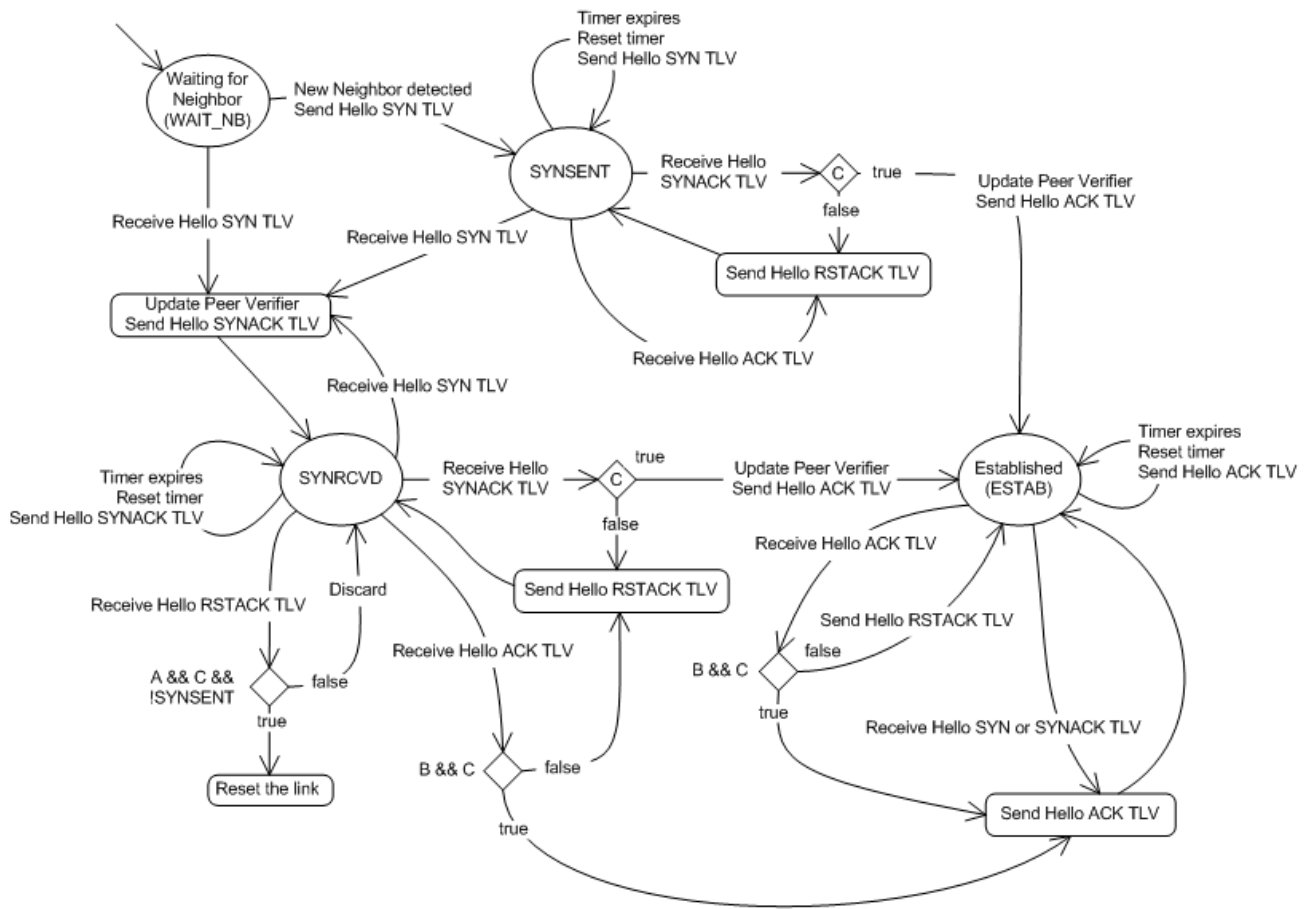 Timer expires
Reset timer
Send Hello SYN TLV
Waiting for
Neighbor
(WAIT_NB)
New Neighbor detected
Send Hello SYN TLV
SYNSENT
Receive Hello
SYNACK TLV
C
true
Update Peer Verifier
Send Hello ACK TLV
false
Receive Hello SYN TLV
Receive Hello SYN TLV
Send Hello RSTACK TLV
Update Peer Verifier
Send Hello SYNACK TLV
Receive Hello ACK TLV
Receive Hello SYN TLV
Timer expires
Reset timer
Send Hello SYNACK TLV
SYNRCVD
Receive Hello
SYNACK TLV
C
true
Update Peer Verifier
Send Hello ACK TLV
Established
(ESTAB)
Timer expires
Reset timer
Send Hello ACK TLV
false
Receive Hello ACK TLV
Discard
Send Hello RSTACK TLV
Receive Hello RSTACK TLV
Send Hello RSTACK TLV
Receive Hello ACK TLV
A && C &&
!SYNSENT
false
true
B && C
false
true
Receive Hello SYN or SYNACK TLV
Reset the link
B && C
false
true
Send Hello ACK TLV